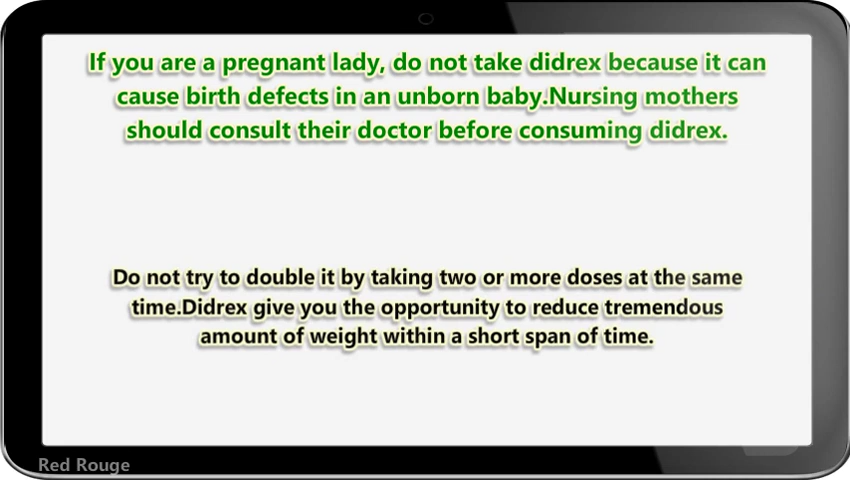 If you are a pregnant lady, do not take didrex because it can
cause birth defects in an unborn baby.Nursing mothers
should consult their doctor before consuming didrex.
Do not try to double it by taking two or more doses at the same
time.Didrex give you the opportunity to reduce tremendous
amount of weight within a short span of time.
Red Rouge